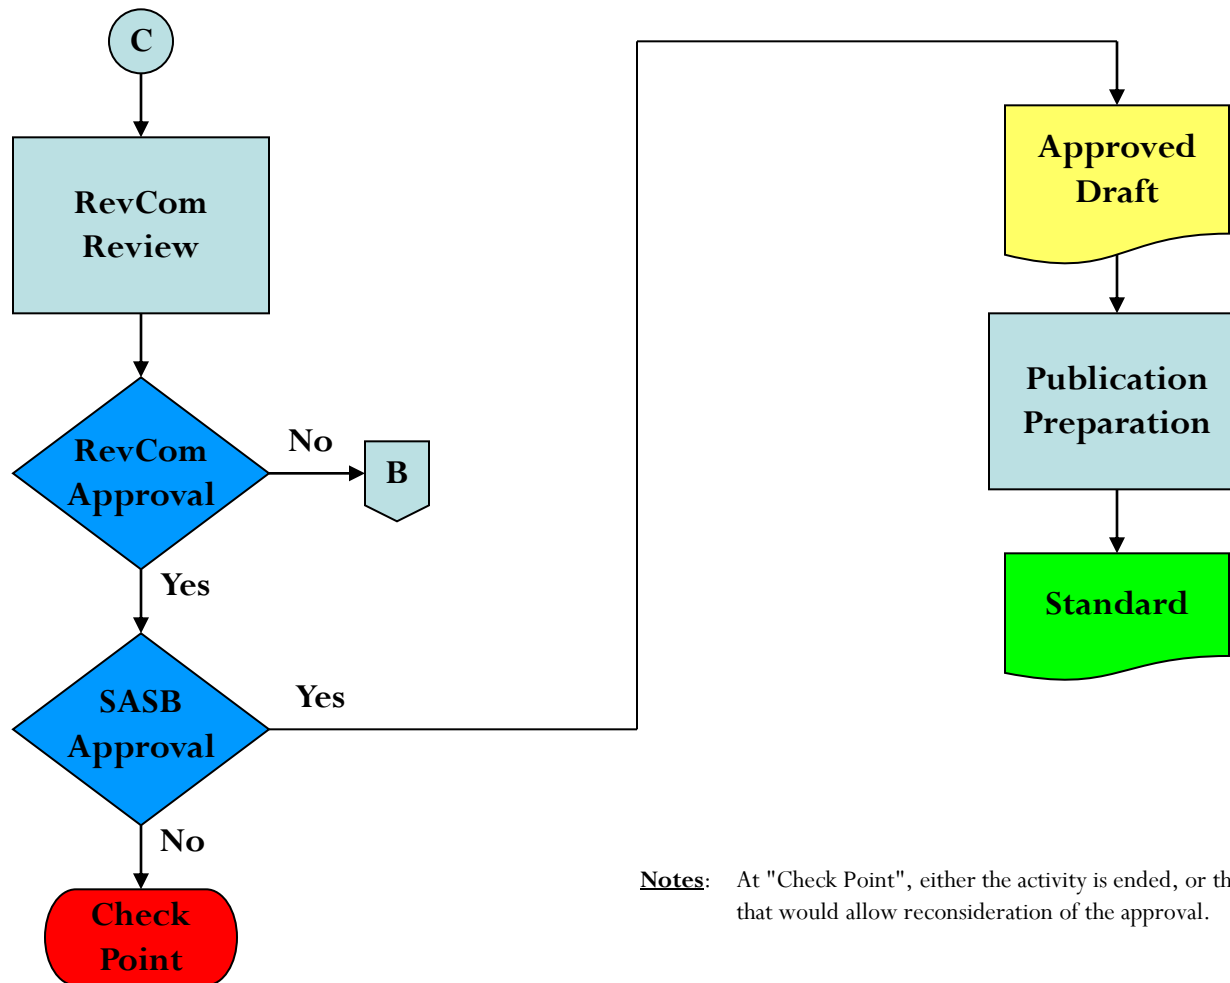 C
RevCom
Review
RevCom
Approval
No
B
Yes
SASB
Approval
Yes
No
Check
Point
Approved
Draft
Publication
Preparation
Standard
Notes: At "Check Point", either the activity is ended, or
that would allow reconsideration of the approval.